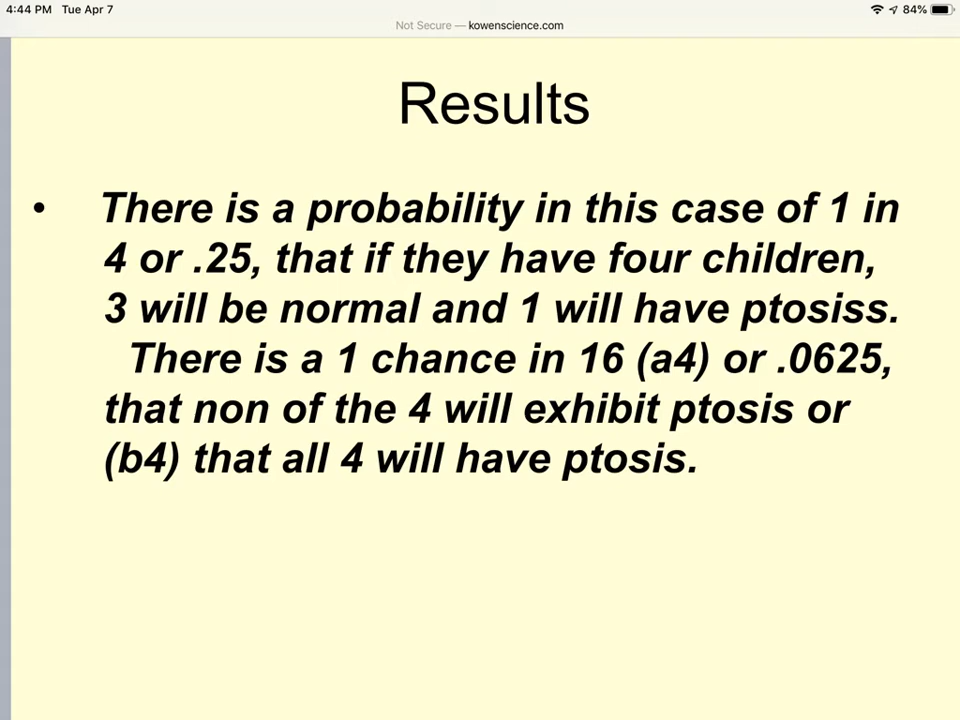 4:44 PM Tue Apr 7
84%
Not Secure — kowenscience.com
Results
• There is a probability in this case of 1 in
4 or .25, that if they have four children,
3 will be normal and 1 will have ptosiss.
There is a 1 chance in 16 (a4) or .0625,
that non of the 4 will exhibit ptosis or
(b4) that all 4 will have ptosis.